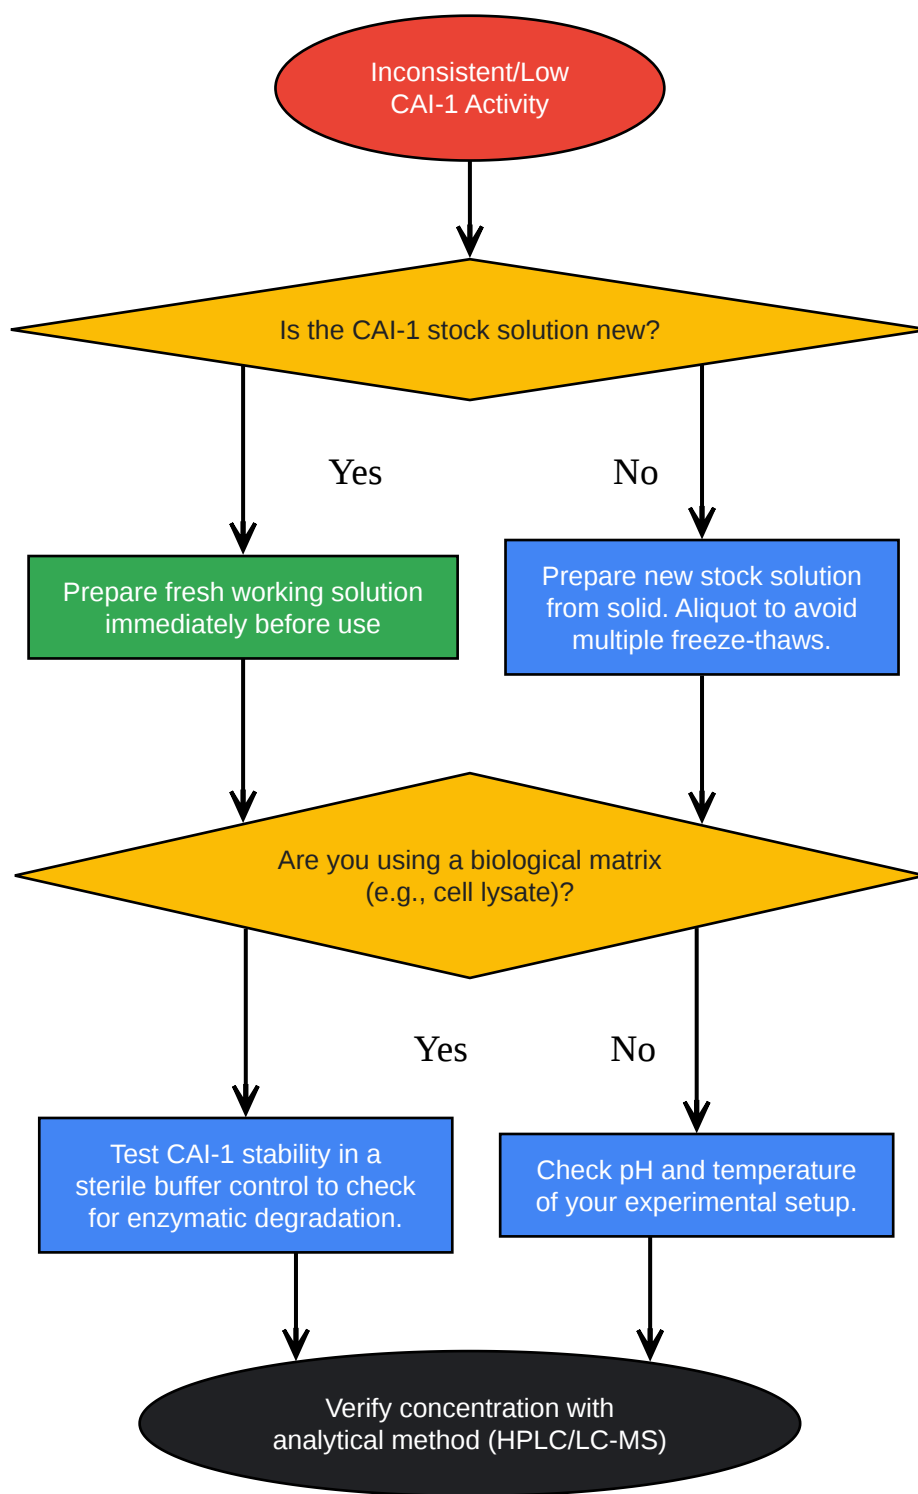 Inconsistent/Low
CAI-1 Activity
Is the CAI-1 stock solution new?
Yes
No
Prepare fresh working solution
immediately before use
Prepare new stock solution
from solid. Aliquot to avoid
multiple freeze-thaws.
Are you using a biological matrix
(e.g., cell lysate)?
Yes
No
Test CAI-1 stability in a
sterile buffer control to check
for enzymatic degradation.
Check pH and temperature
of your experimental setup.
Verify concentration with
analytical method (HPLC/LC-MS)